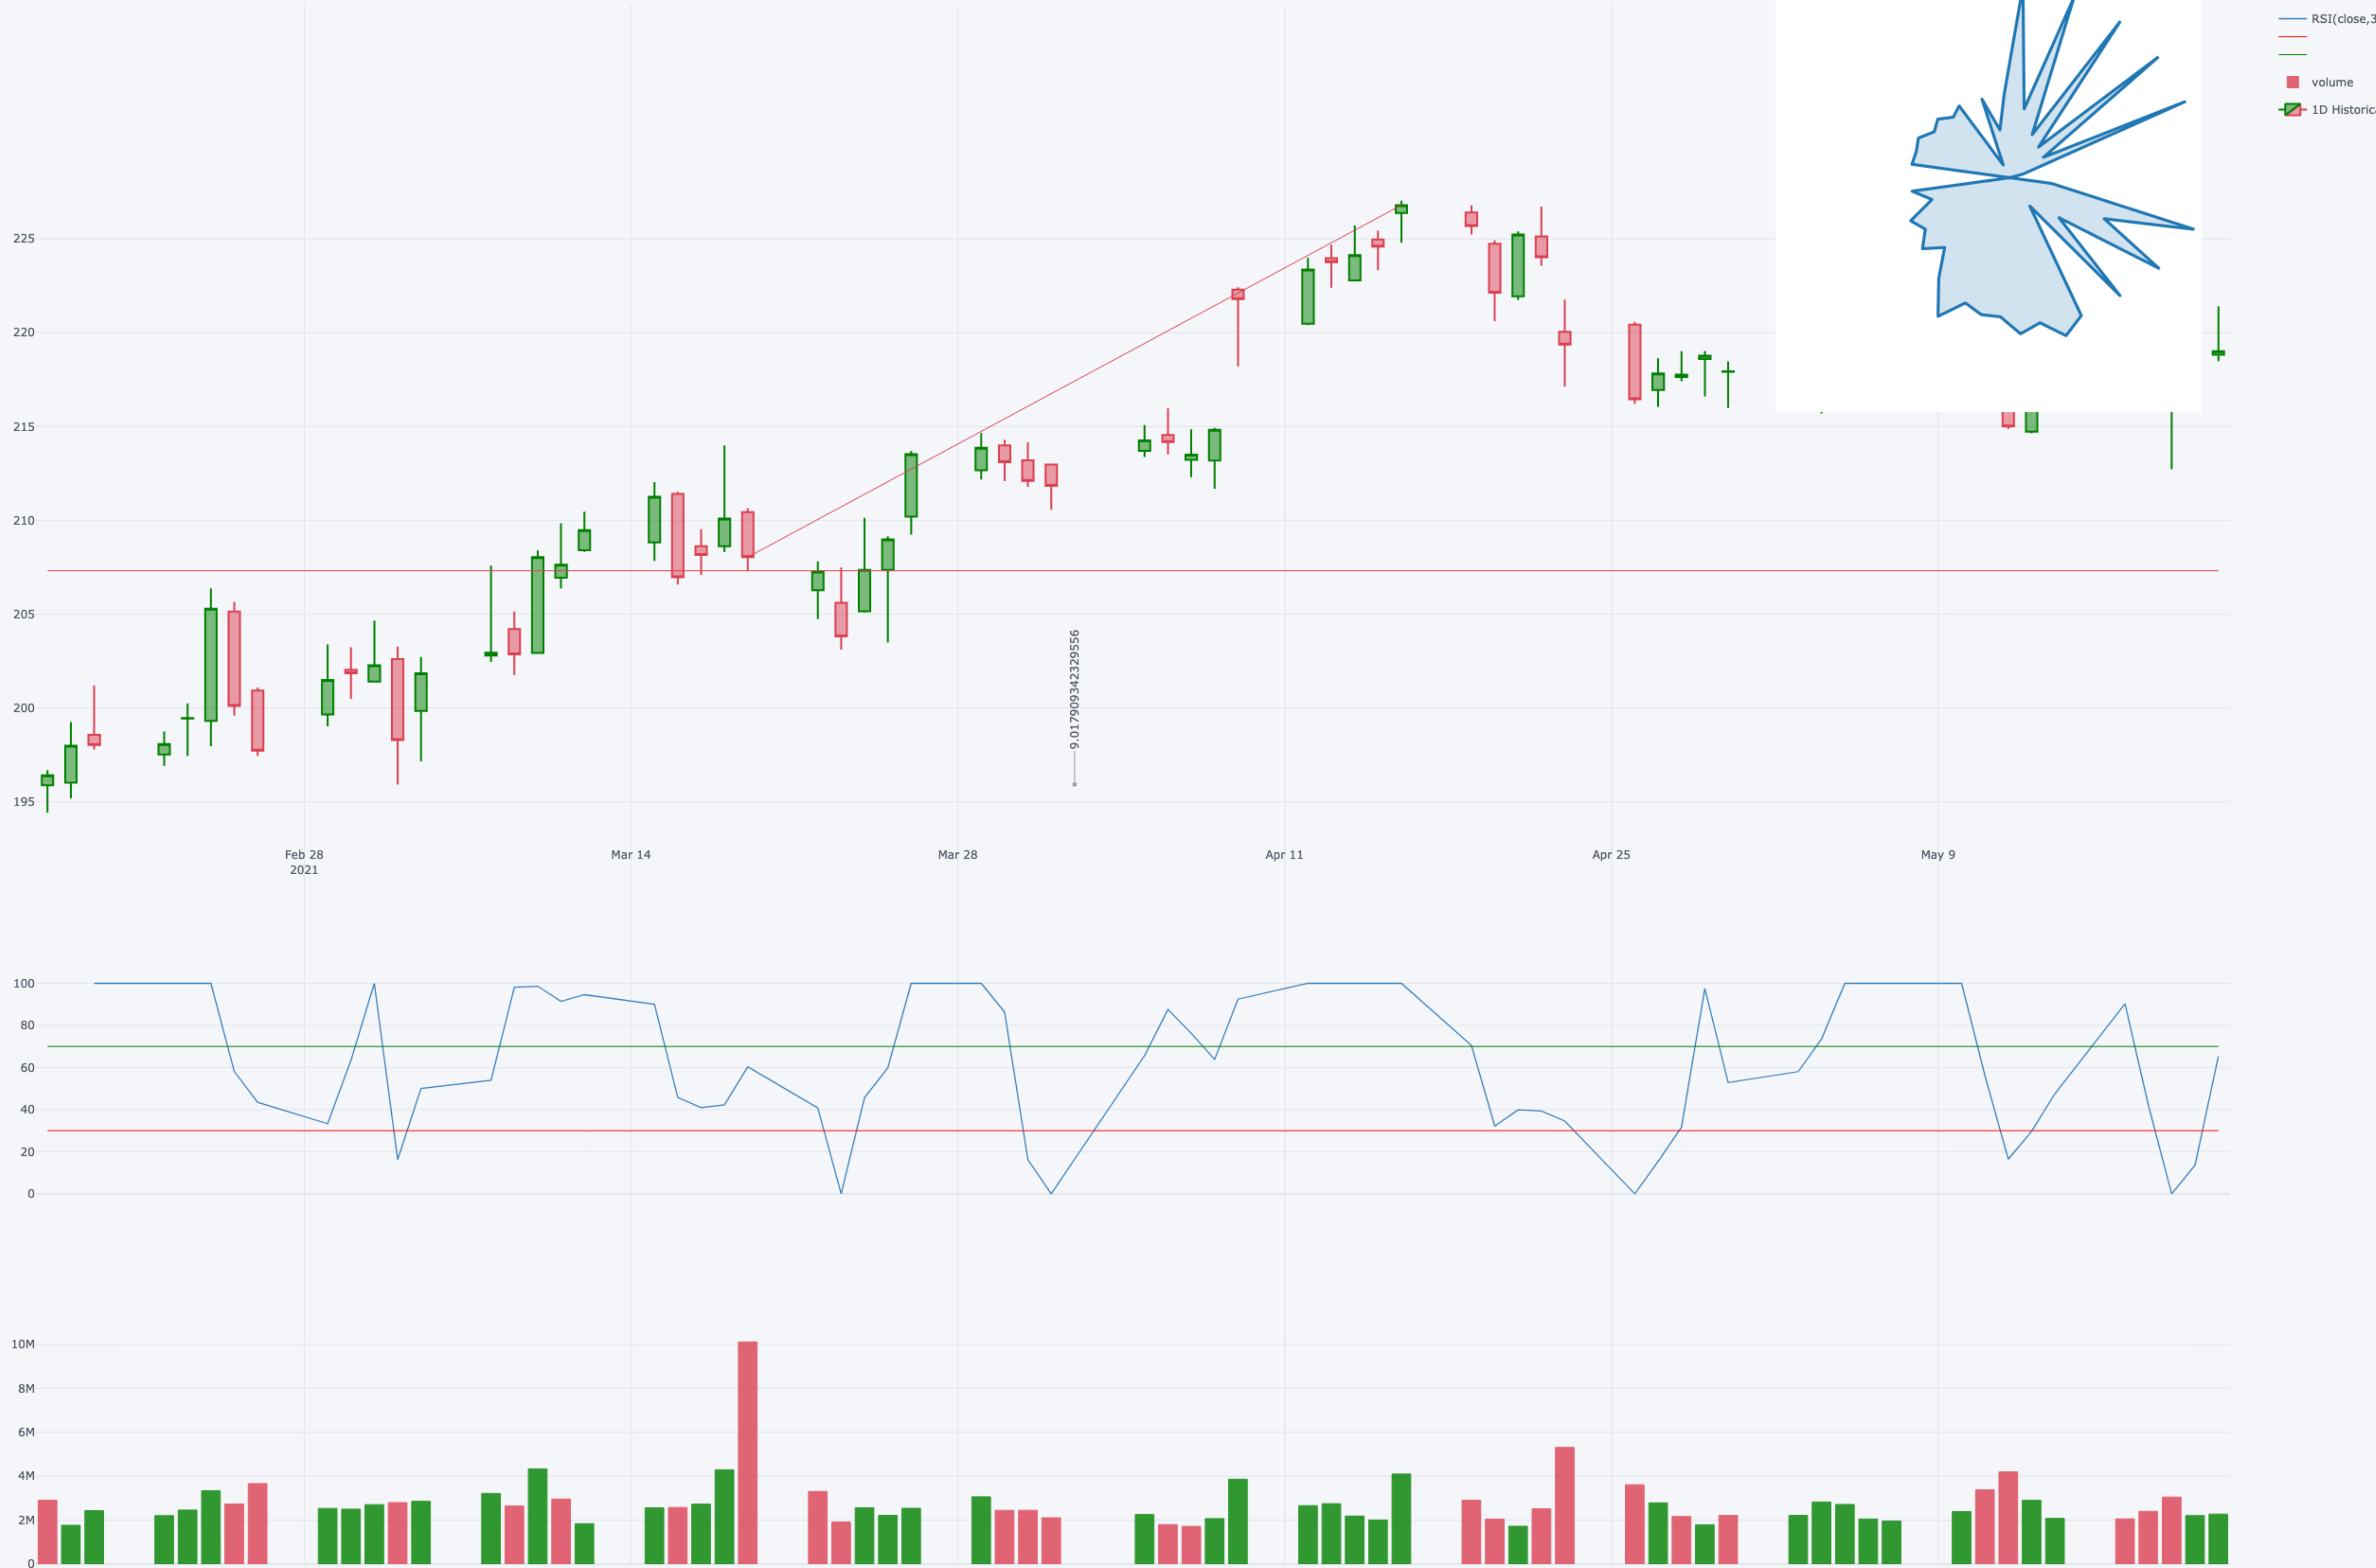 RSI(close,3
volume
1D Historica
225
220
215
210
205
200
195
9.017909342329556
Feb 28
2021
Mar 14
Mar 28
Apr 11
Apr 25
May 9
100
80
60
40
20
0
10M
8M
6M
4M
2M
0